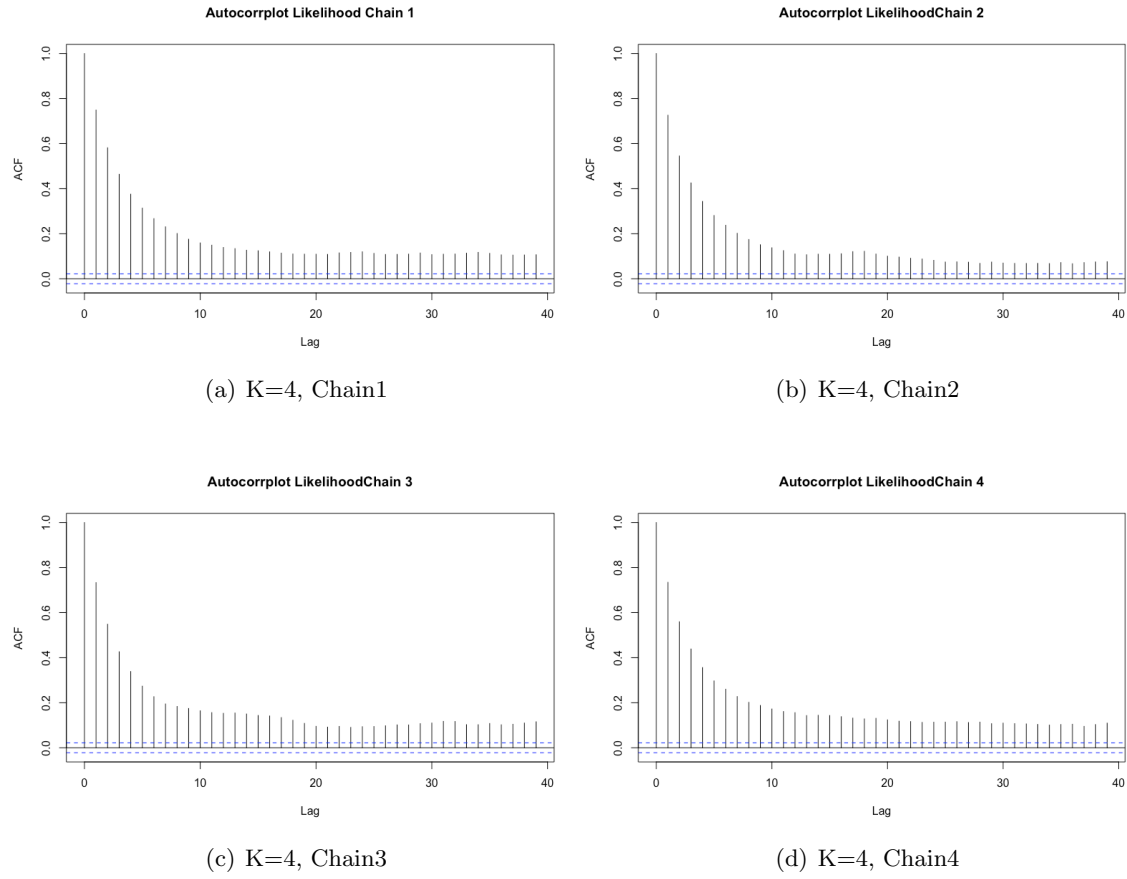 Autocorrplot Likelihood Chain 1
ACF
0.0 0.2 0.4 0.6 0.8 1.0
0 10 20 30 40
Lag
(a) K=4, Chain1
Autocorrplot LikelihoodChain 2
ACF
0.0 0.2 0.4 0.6 0.8 1.0
0 10 20 30 40
Lag
(b) K=4, Chain2
Autocorrplot LikelihoodChain 3
ACF
0.0 0.2 0.4 0.6 0.8 1.0
0 10 20 30 40
Lag
(c) K=4, Chain3
Autocorrplot LikelihoodChain 4
ACF
0.0 0.2 0.4 0.6 0.8 1.0
0 10 20 30 40
Lag
(d) K=4, Chain4